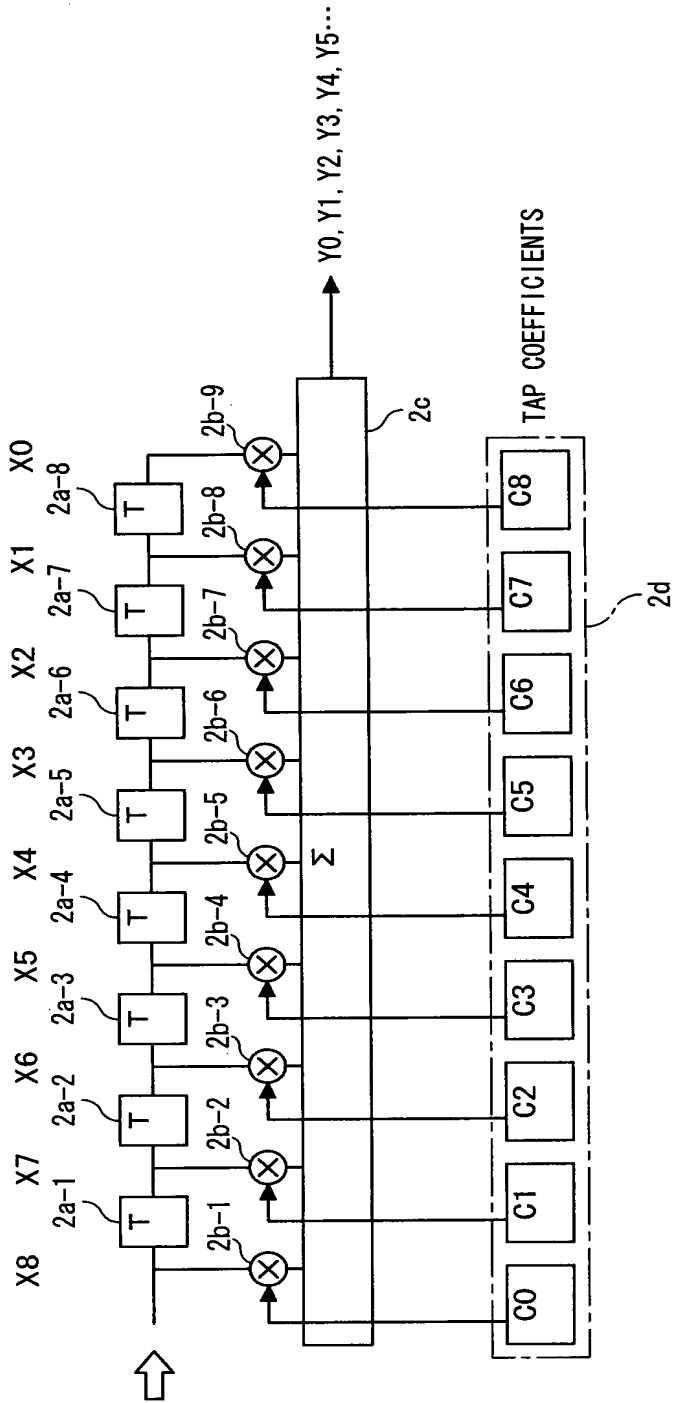 X8 X7 X6 X5 X4 X3 X2 X1 X0
2a-1 2a-2 2a-3 2a-4 2a-5 2a-6 2a-7 2a-8
T T T T T T T T
2b-1 2b-2 2b-3 2b-4 2b-5 2b-6 2b-7 2b-8 2b-9
Σ
Y0, Y1, Y2, Y3, Y4, Y5···
2c
C0 C1 C2 C3 C4 C5 C6 C7 C8
TAP COEFFICIENTS
2d